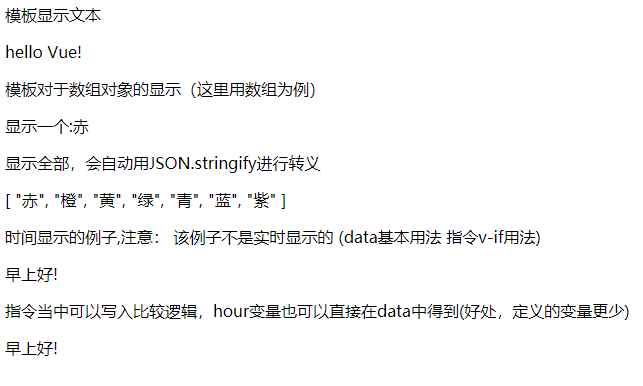 模板显示文本
hello Vue!
模板对于数组对象的显示（这里用数组为例）
显示一个:赤
显示全部，会自动用JSON.stringify进行转义
[ "赤", "橙", "黄", "绿", "青", "蓝", "紫" ]
时间显示的例子,注意： 该例子不是实时显示的 (data基本用法 指令v-if用法)
早上好!
指令当中可以写入比较逻辑，hour变量也可以直接在data中得到(好处，定义的变量更少)
早上好!